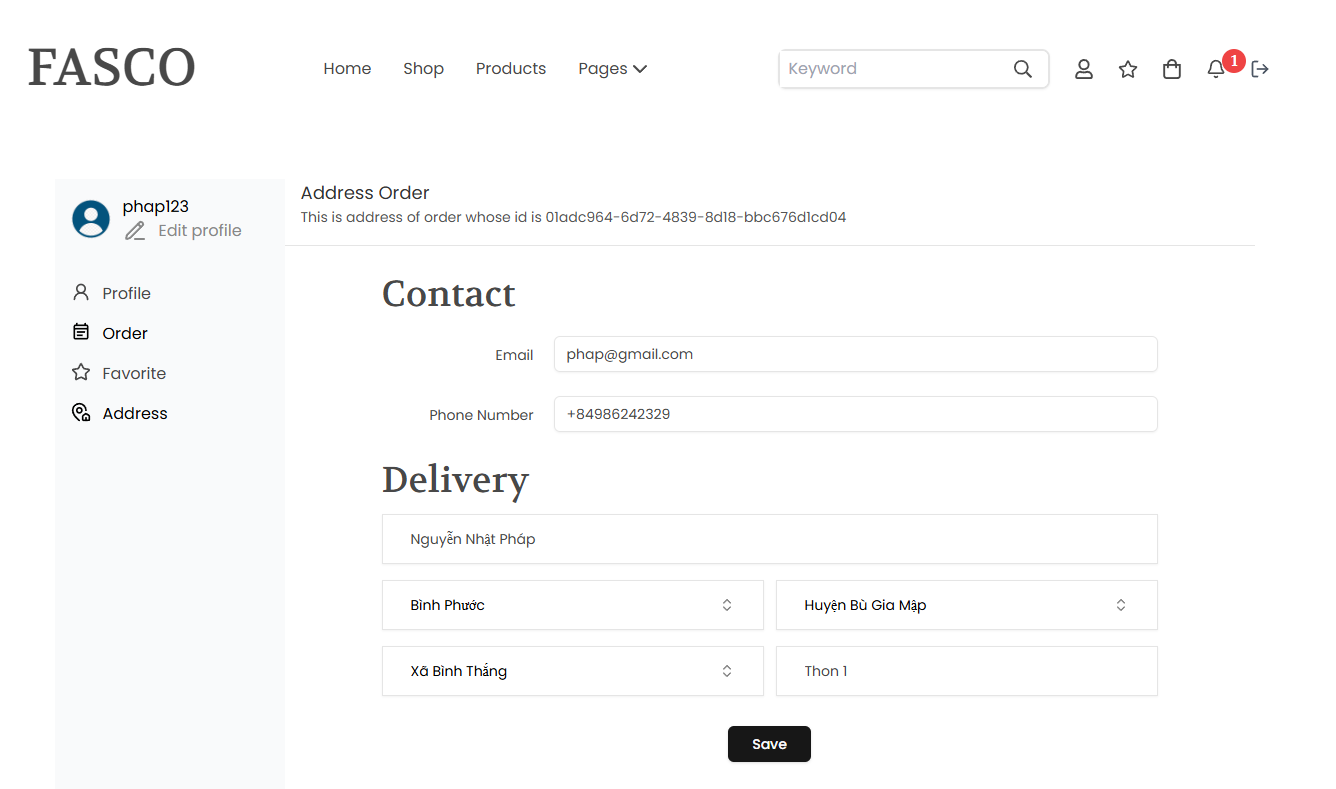 FASCO
Home Shop Products Pages
Keyword
1
phap123
Edit profile
Profile
Order
Favorite
Address
Address Order
This is address of order whose id is 01adc964-6d72-4839-8d18-bbc676d1cd04
Contact
Email phap@gmail.com
Phone Number +84986242329
Delivery
Nguyễn Nhật Pháp
Bình Phước Huyện Bù Gia Mập
Xã Bình Thắng Thon 1
Save